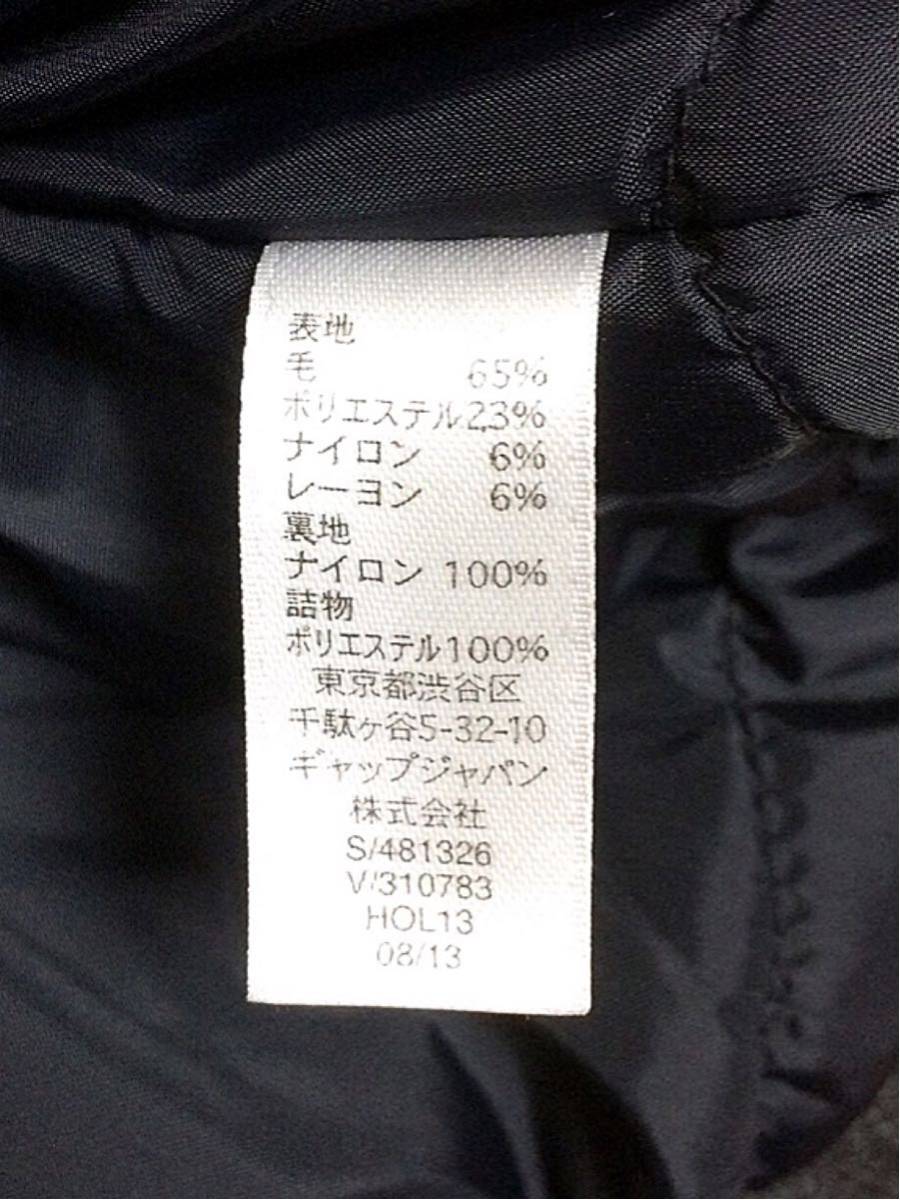 表地
毛 65%
ポリエステル23%
ナイロン 6%
レーヨン 6%
裏地
ナイロン 100%
詰物
ポリエステル100%
東京都渋谷区
千駄ヶ谷5-32-10
ギャップジャパン
株式会社
S/481326
V/310783
HOL13
08/13